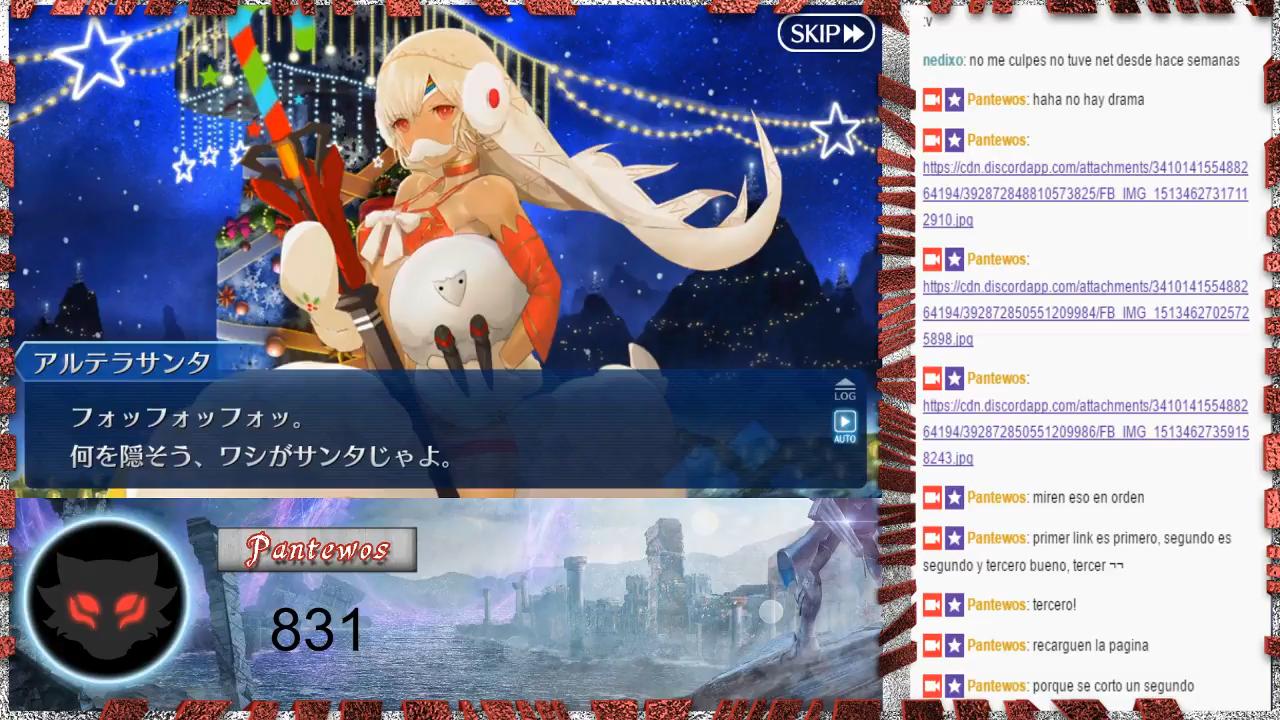 SKIP
アルテラサンタ
フォッフォッフォッ。
何を隠そう、ワシがサンタじゃよ。
LOG
AUTO
Pantewos
831
:v
nedixo: no me culpes no tuve net desde hace semanas
Pantewos: haha no hay drama
Pantewos:
https://cdn.discordapp.com/attachments/3410141554882
64194/392872848810573825/FB_IMG_1513462731711
2910.jpg
Pantewos:
https://cdn.discordapp.com/attachments/3410141554882
64194/392872850551209984/FB_IMG_1513462702572
5898.jpg
Pantewos:
https://cdn.discordapp.com/attachments/3410141554882
64194/392872850551209986/FB_IMG_1513462735915
8243.jpg
Pantewos: miren eso en orden
Pantewos: primer link es primero, segundo es
segundo y tercero bueno, tercer ¬¬
Pantewos: tercero!
Pantewos: recarguen la pagina
Pantewos: porque se corto un segundo